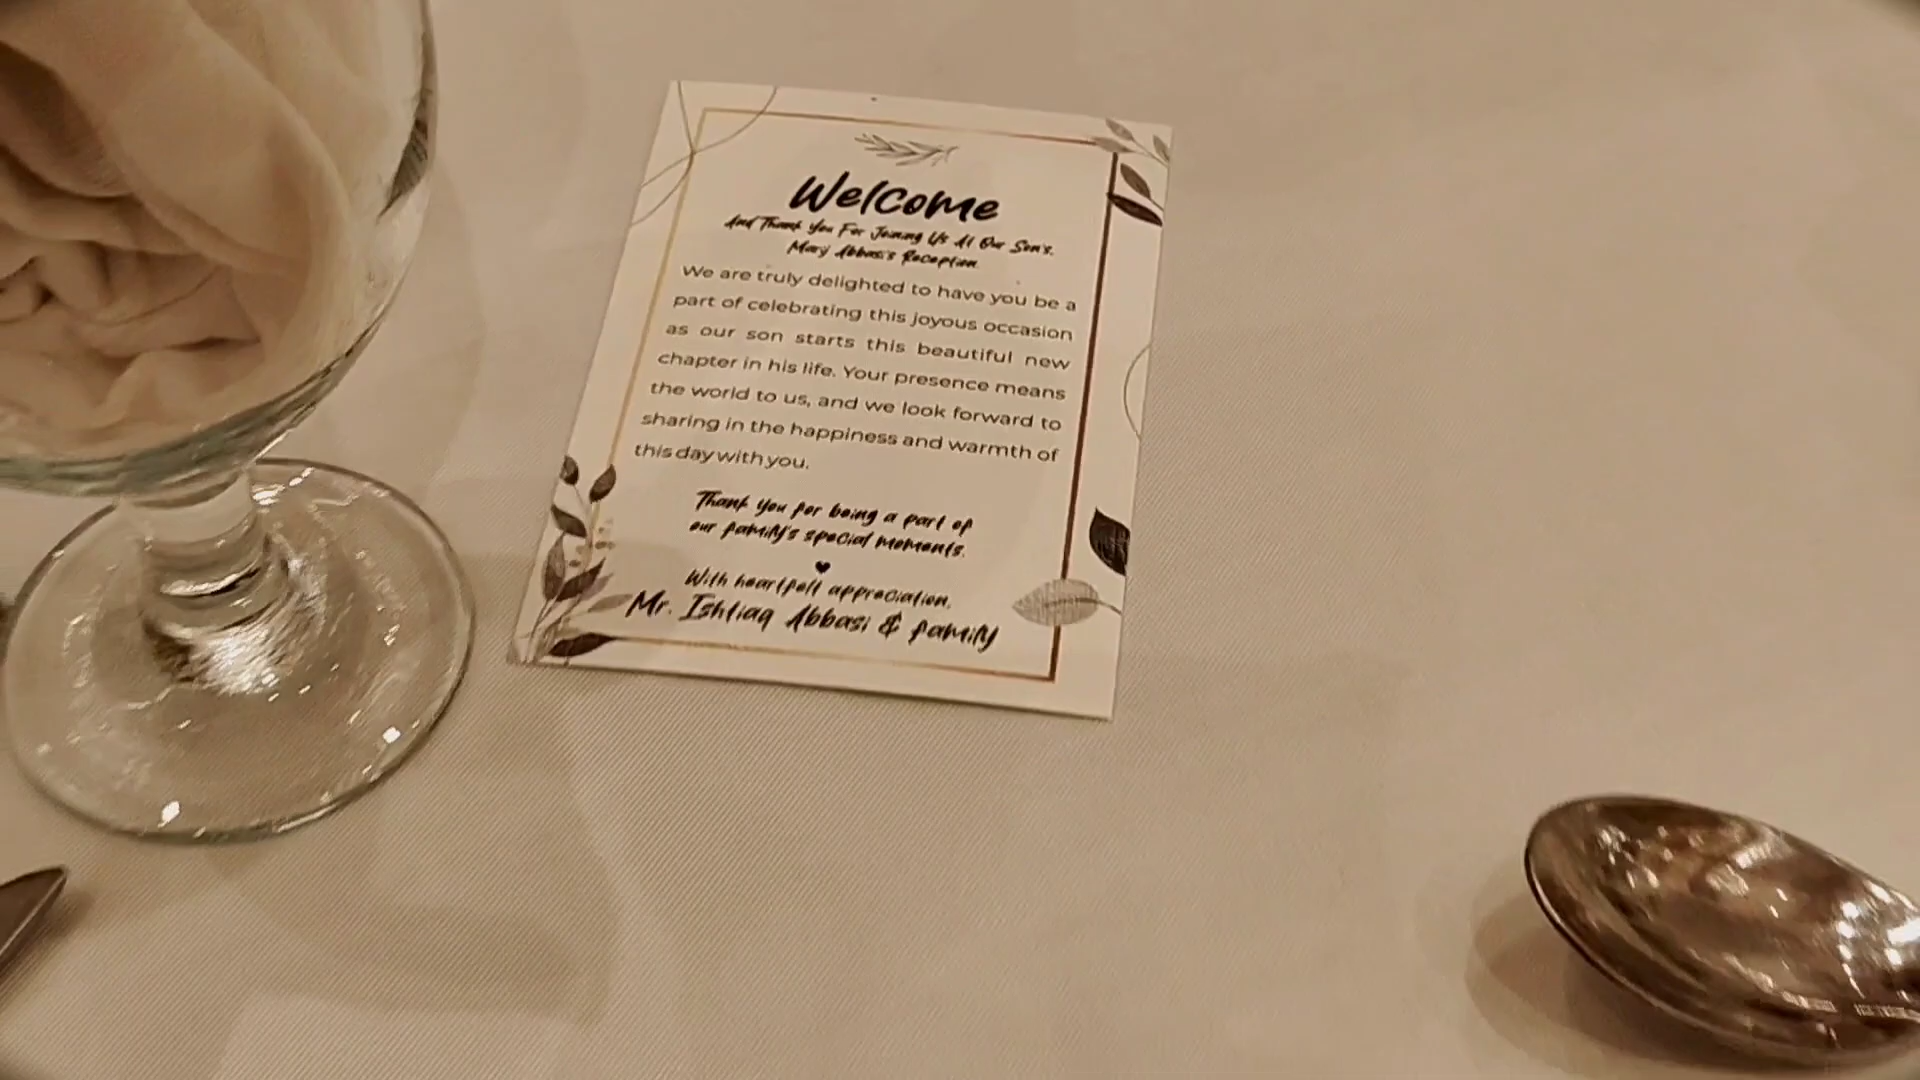 Welcome
And Thank You For Joining Us At Our Son's,
Abbasi's Reception.
We are truly delighted to have you be a
part of celebrating this joyous occasion
as our son starts this beautiful new
chapter in his life. Your presence means
the world to us, and we look forward to
sharing in the happiness and warmth of
this day with you.
Thank you for being a part of
our family's special moments.
With heartfelt appreciation,
Mr. Ishtiaq Abbasi & family